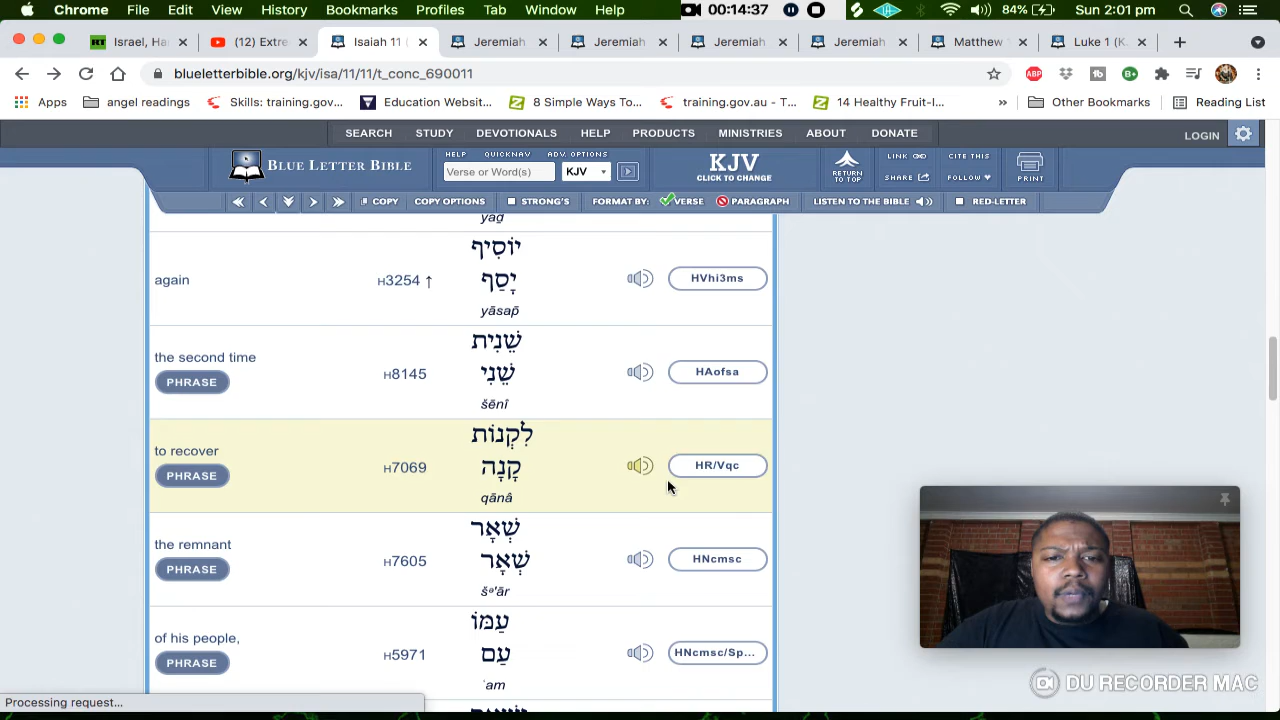 Chrome File Edit View History Bookmarks Profiles Tab Window Help 00:14:37 84% Sun 2:01 pm
Israel, Ha (12) Extre Isaiah 11 ( Jeremiah Jeremiah Jeremiah Jeremiah Matthew Luke 1 (K
blueletterbible.org/kjv/isa/11/11/t_conc_690011
Apps angel readings Skills: training.gov... Education Websit... 8 Simple Ways To... training.gov.au - T... 14 Healthy Fruit-I... » Other Bookmarks Reading List
SEARCH STUDY DEVOTIONALS HELP PRODUCTS MINISTRIES ABOUT DONATE LOGIN
HELP QUICKNAV ADV. OPTIONS
BLUE LETTER BIBLE Verse or Word(s) KJV
KJV
CLICK TO CHANGE
RETURN TO TOP
LINK CITE THIS
SHARE FOLLOW
PRINT
COPY COPY OPTIONS STRONG'S FORMAT BY: VERSE PARAGRAPH LISTEN TO THE BIBLE RED-LETTER
yaḏ
יוֹסִיף
again H3254 ↑ יָסַף HVhi3ms
yāsap̄
שֵׁנִית
the second time
PHRASE H8145 שֵׁנִי HAofsa
šēnî
לִקְנוֹת
to recover
PHRASE H7069 קָנָה HR/Vqc
qānâ
שְׁאָר
the remnant
PHRASE H7605 שְׁאָר HNcmsc
šᵊ'ār
עַמּוֹ
of his people,
PHRASE H5971 עַם HNcmsc/Sp...
ʿam
Processing request...
DU RECORDER MAC